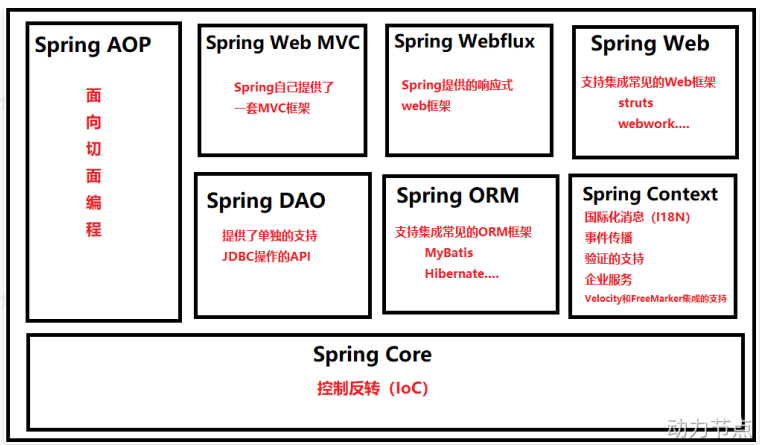 Spring AOP
面
向
切
面
编
程
Spring Web MVC
Spring自己提供了
一套MVC框架
Spring Webflux
Spring提供的响应式
web框架
Spring Web
支持集成常见的Web框架
struts
webwork....
Spring DAO
提供了单独的支持
JDBC操作的API
Spring ORM
支持集成常见的ORM框架
MyBatis
Hibernate....
Spring Context
国际化消息（I18N）
事件传播
验证的支持
企业服务
Velocity和FreeMarker集成的支持
Spring Core
控制反转（IoC）
动力节点